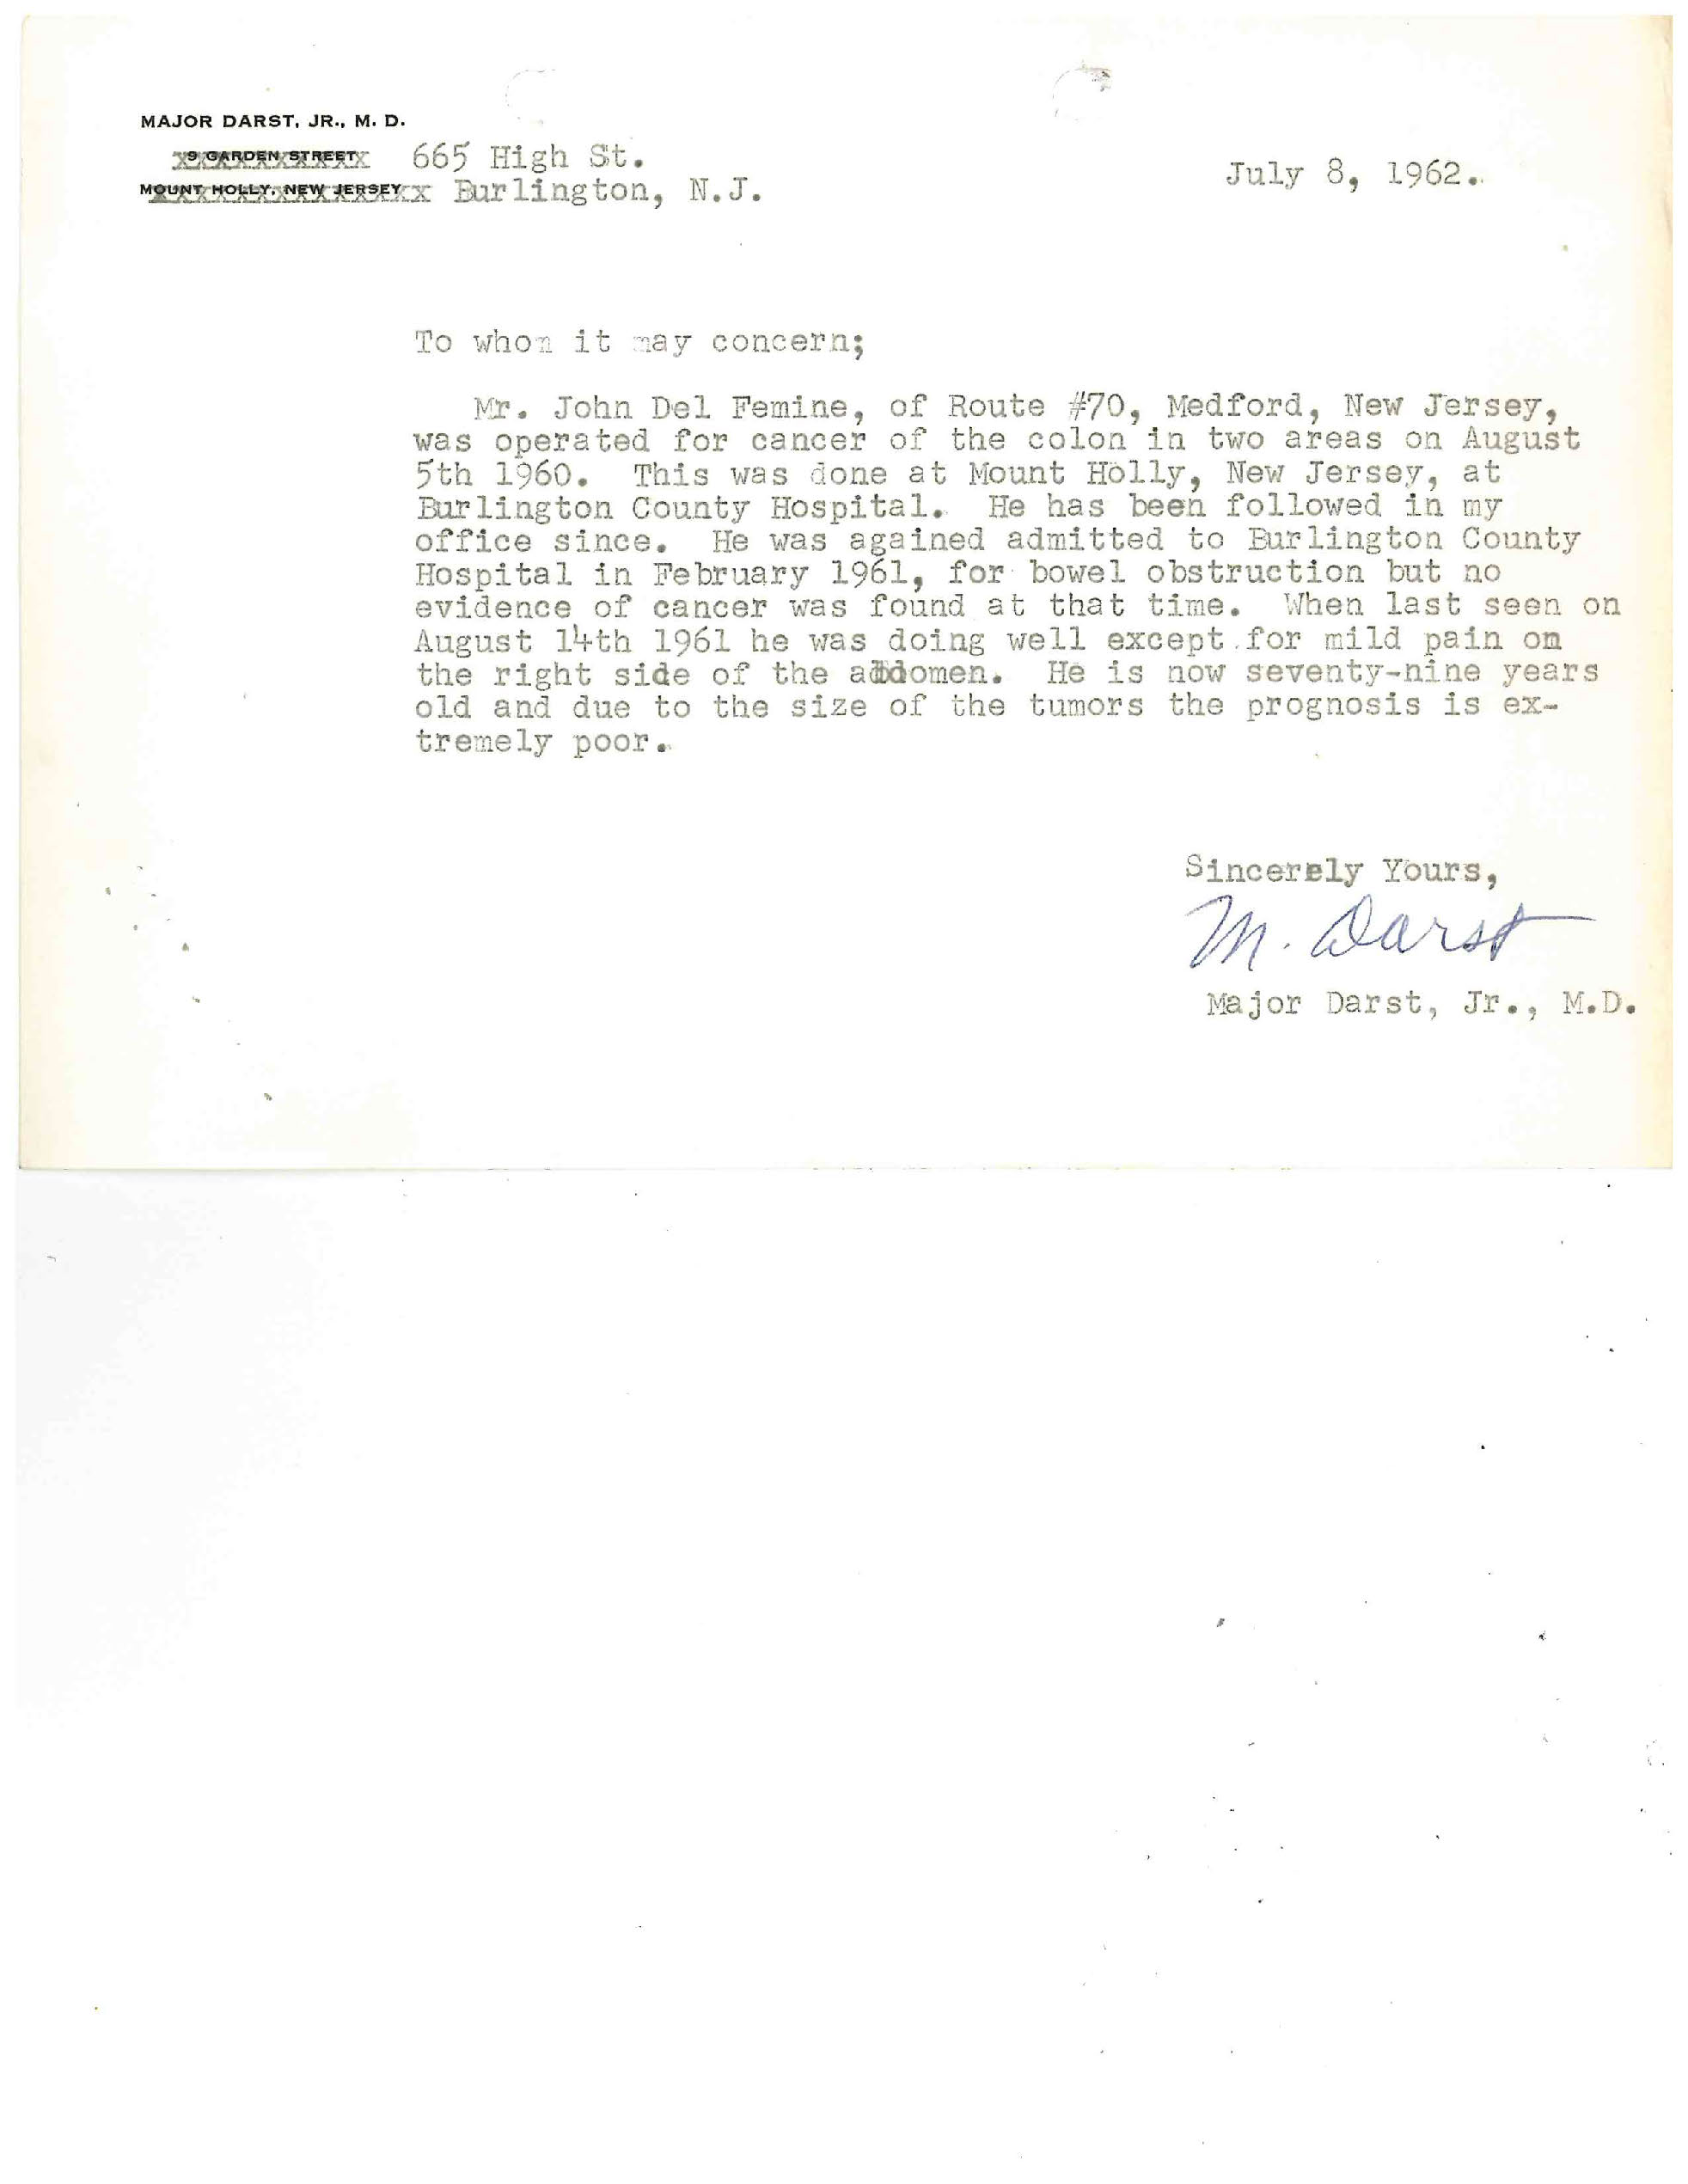 MAJOR DARST, JR., M. D.
9 GARDEN STREET 665 High St.
MOUNT HOLLY, NEW JERSEY Burlington, N.J.
July 8, 1962.
To whom it may concern;
Mr. John Del Femine, of Route #70, Medford, New Jersey,
was operated for cancer of the colon in two areas on August
5th 1960. This was done at Mount Holly, New Jersey, at
Burlington County Hospital. He has been followed in my
office since. He was agained admitted to Burlington County
Hospital in February 1961, for bowel obstruction but no
evidence of cancer was found at that time. When last seen on
August 14th 1961 he was doing well except for mild pain on
the right side of the abdomen. He is now seventy-nine years
old and due to the size of the tumors the prognosis is ex-
tremely poor.
Sincerely Yours,
M. Darst
Major Darst, Jr., M.D.